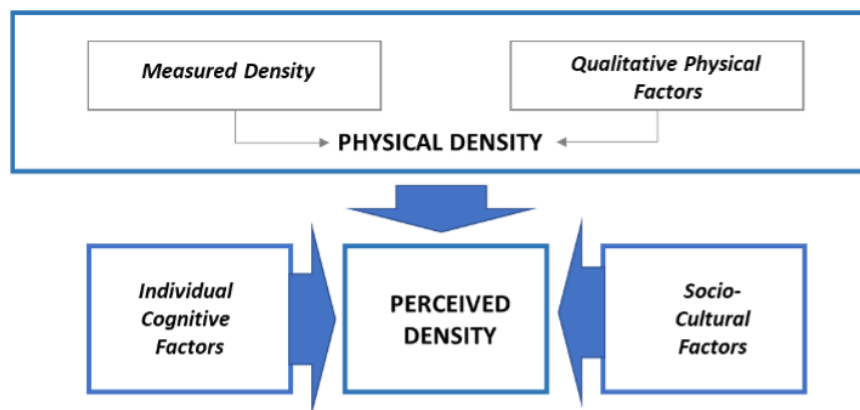 Measured Density
Qualitative Physical
Factors
PHYSICAL DENSITY
Individual
Cognitive
Factors
PERCEIVED
DENSITY
Socio-
Cultural
Factors